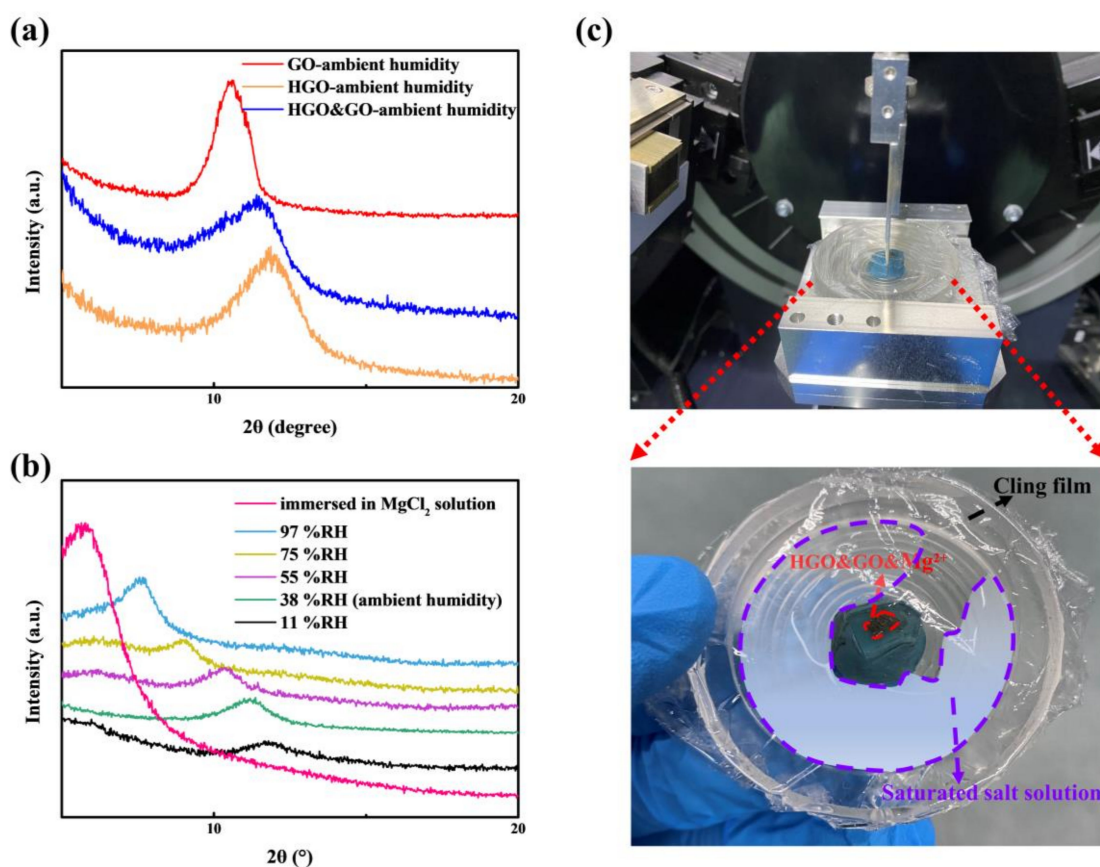 (a)
GO-ambient humidity
HGO-ambient humidity
HGO&GO-ambient humidity
Intensity (a.u.)
10
20
2θ (degree)
(b)
immersed in MgCl₂ solution
97 %RH
75 %RH
55 %RH
38 %RH (ambient humidity)
11 %RH
Intensity (a.u.)
10
20
2θ (°)
(c)
Cling film
HGO&GO&Mg²⁺
Saturated salt solution